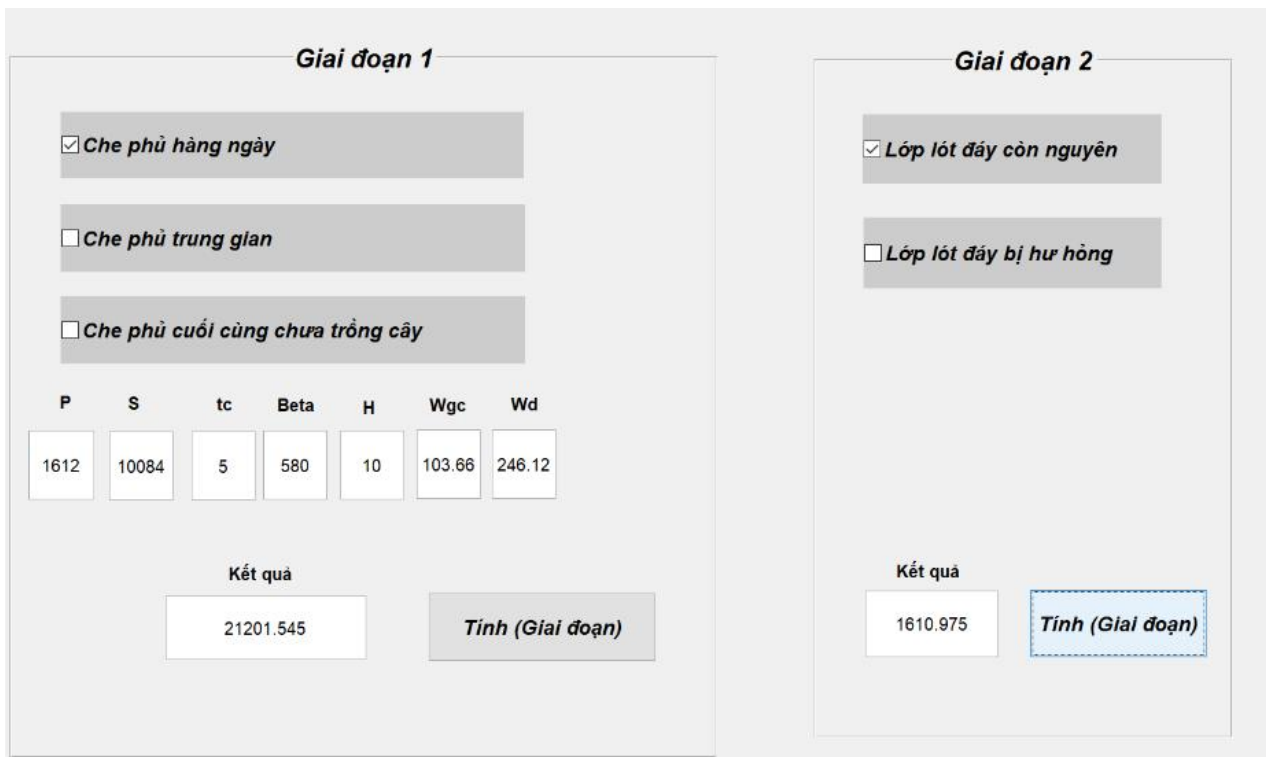 Giai đoạn 1
Che phủ hàng ngày
Che phủ trung gian
Che phủ cuối cùng chưa trồng cây
P S tc Beta H Wgc Wd
1612 10084 5 580 10 103.66 246.12
Kết quả
21201.545 Tính (Giai đoạn)
Giai đoạn 2
Lớp lót đáy còn nguyên
Lớp lót đáy bị hư hỏng
Kết quả
1610.975 Tính (Giai đoạn)